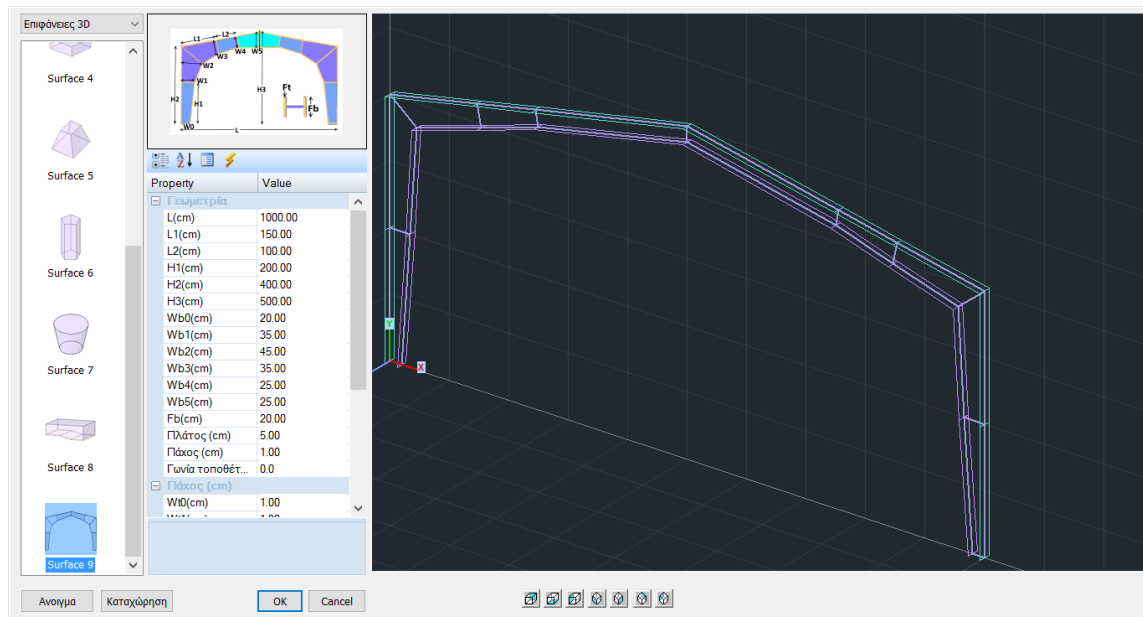 Επιφάνειες 3D
Surface 4
Surface 5
Surface 6
Surface 7
Surface 8
Surface 9
L1
L2
W3
W4
W5
W2
W1
H2
H1
H3
Ft
Fb
W0
L
Property Value
Γεωμετρία
L(cm) 1000.00
L1(cm) 150.00
L2(cm) 100.00
H1(cm) 200.00
H2(cm) 400.00
H3(cm) 500.00
Wb0(cm) 20.00
Wb1(cm) 35.00
Wb2(cm) 45.00
Wb3(cm) 35.00
Wb4(cm) 25.00
Wb5(cm) 25.00
Fb(cm) 20.00
Πλάτος (cm) 5.00
Πάχος (cm) 1.00
Γωνία τοποθέτ... 0.0
Πάχος (cm)
Wt0(cm) 1.00
Y
X
Ανοιγμα Καταχώρηση OK Cancel